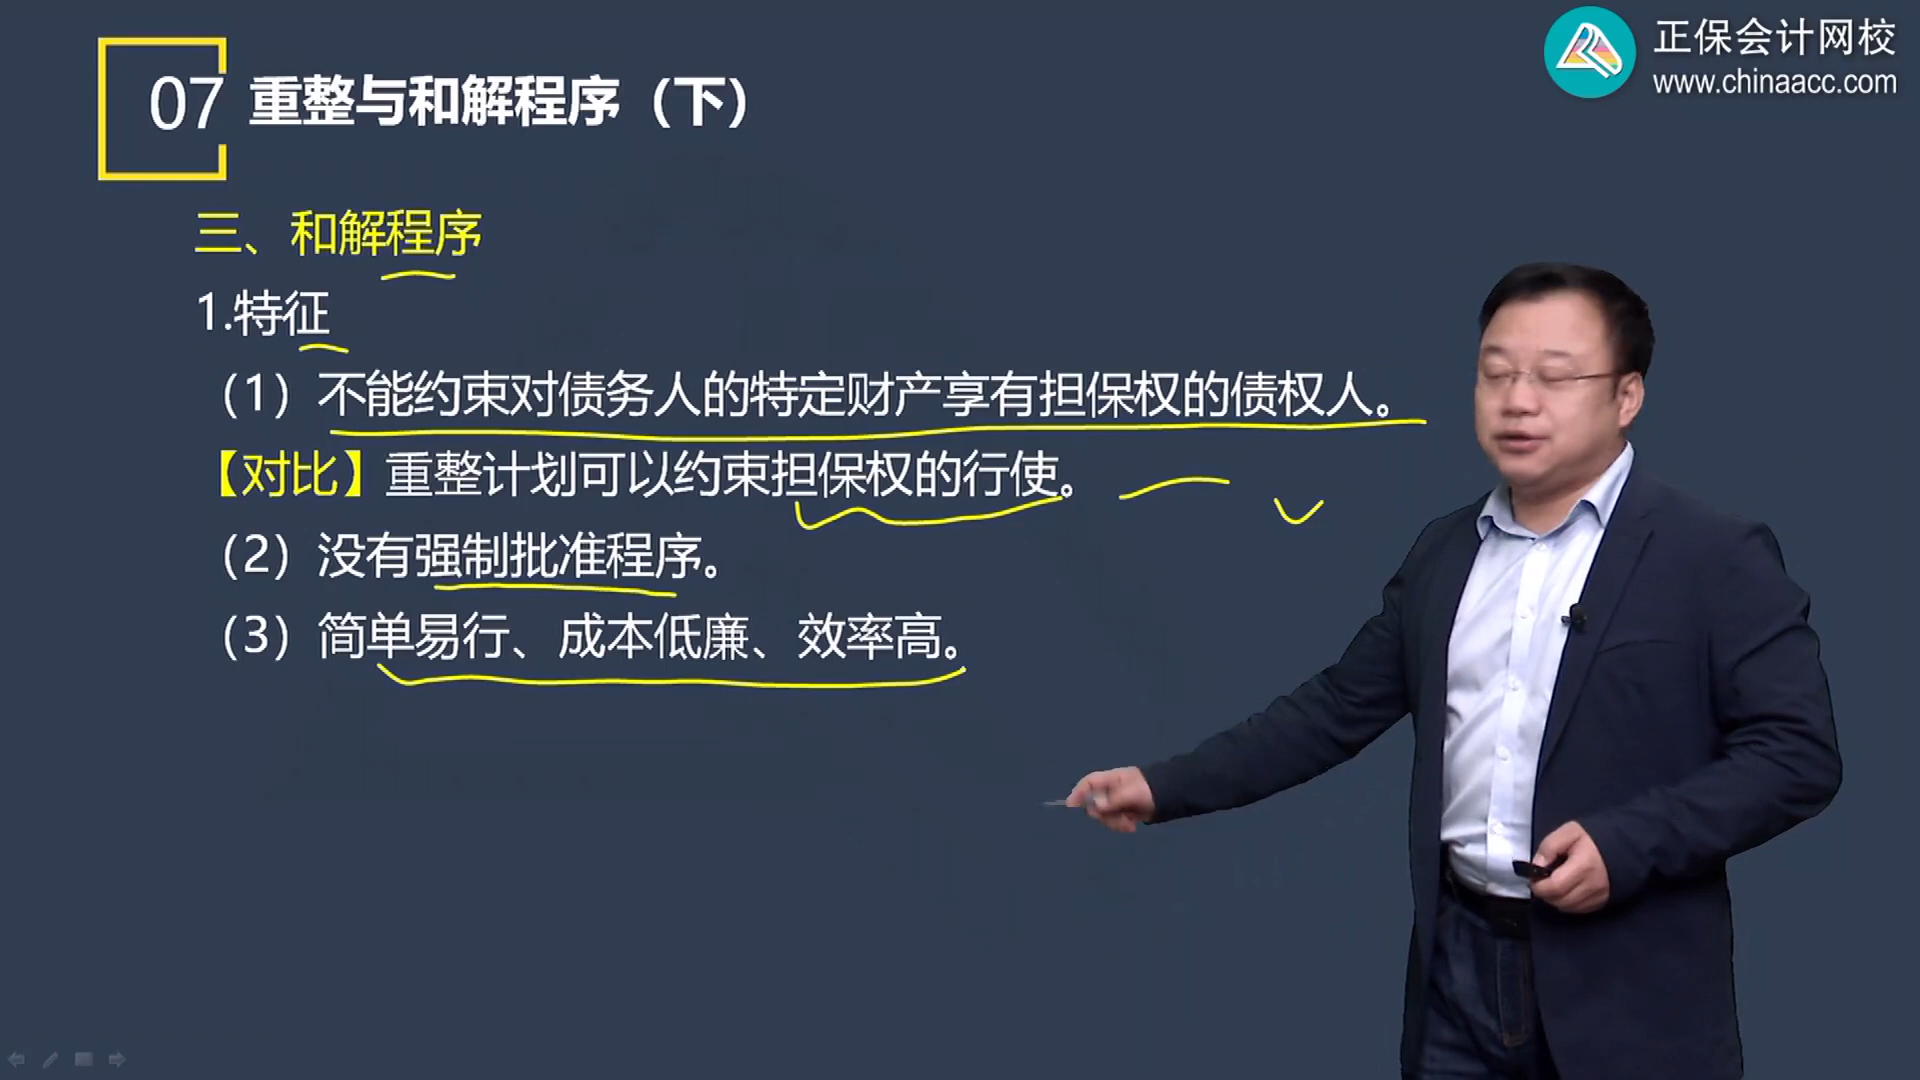 正保会计网校
www.chinaacc.com
07 重整与和解程序（下）
三、和解程序
1.特征
（1）不能约束对债务人的特定财产享有担保权的债权人。
【对比】重整计划可以约束担保权的行使。
（2）没有强制批准程序。
（3）简单易行、成本低廉、效率高。